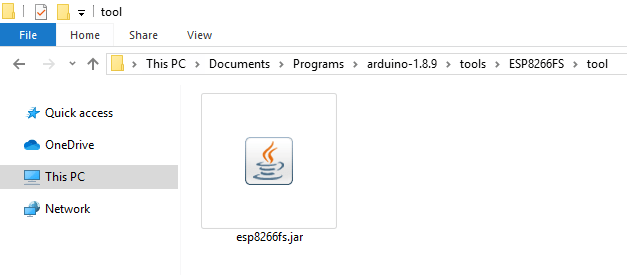 tool
File Home Share View
This PC Documents Programs arduino-1.8.9 tools ESP8266FS tool
Quick access
OneDrive
This PC
Network
esp8266fs.jar